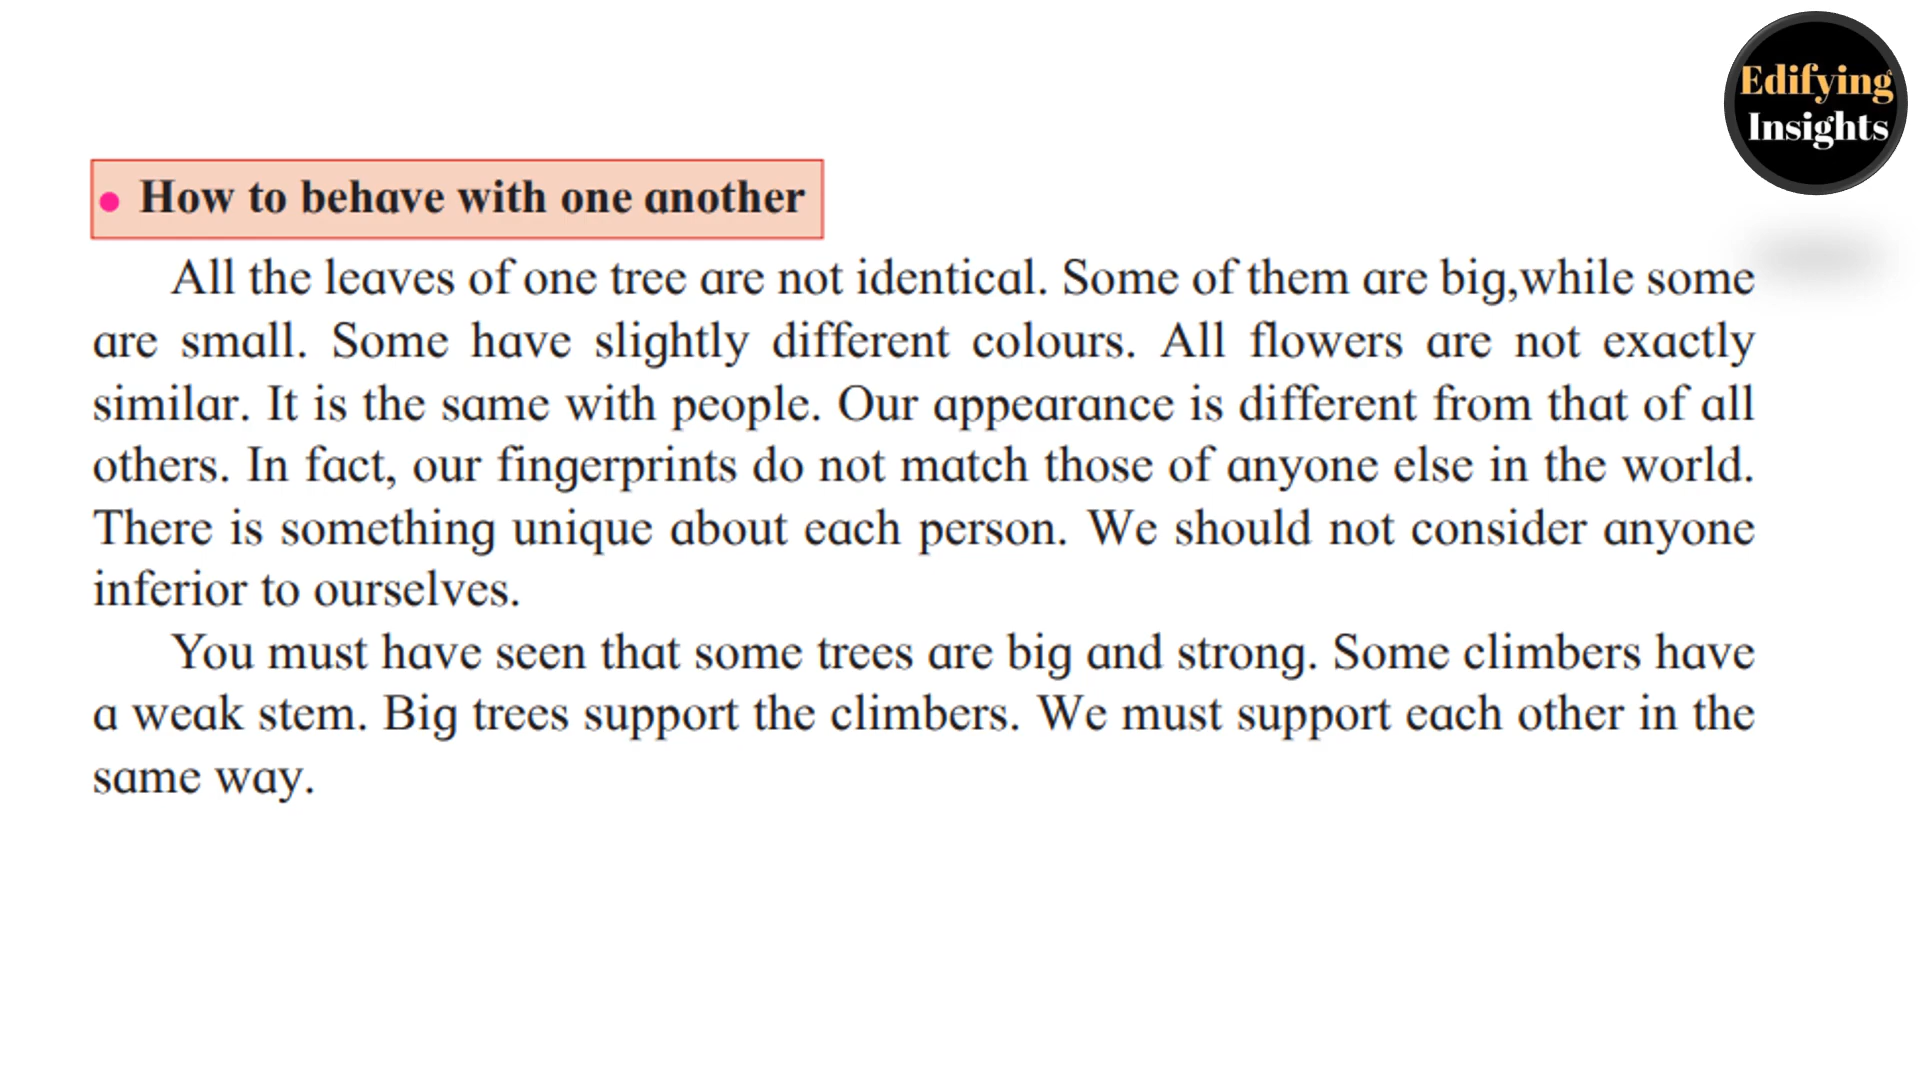 Edifying
Insights
• How to behave with one another
All the leaves of one tree are not identical. Some of them are big,while some
are small. Some have slightly different colours. All flowers are not exactly
similar. It is the same with people. Our appearance is different from that of all
others. In fact, our fingerprints do not match those of anyone else in the world.
There is something unique about each person. We should not consider anyone
inferior to ourselves.
You must have seen that some trees are big and strong. Some climbers have
a weak stem. Big trees support the climbers. We must support each other in the
same way.